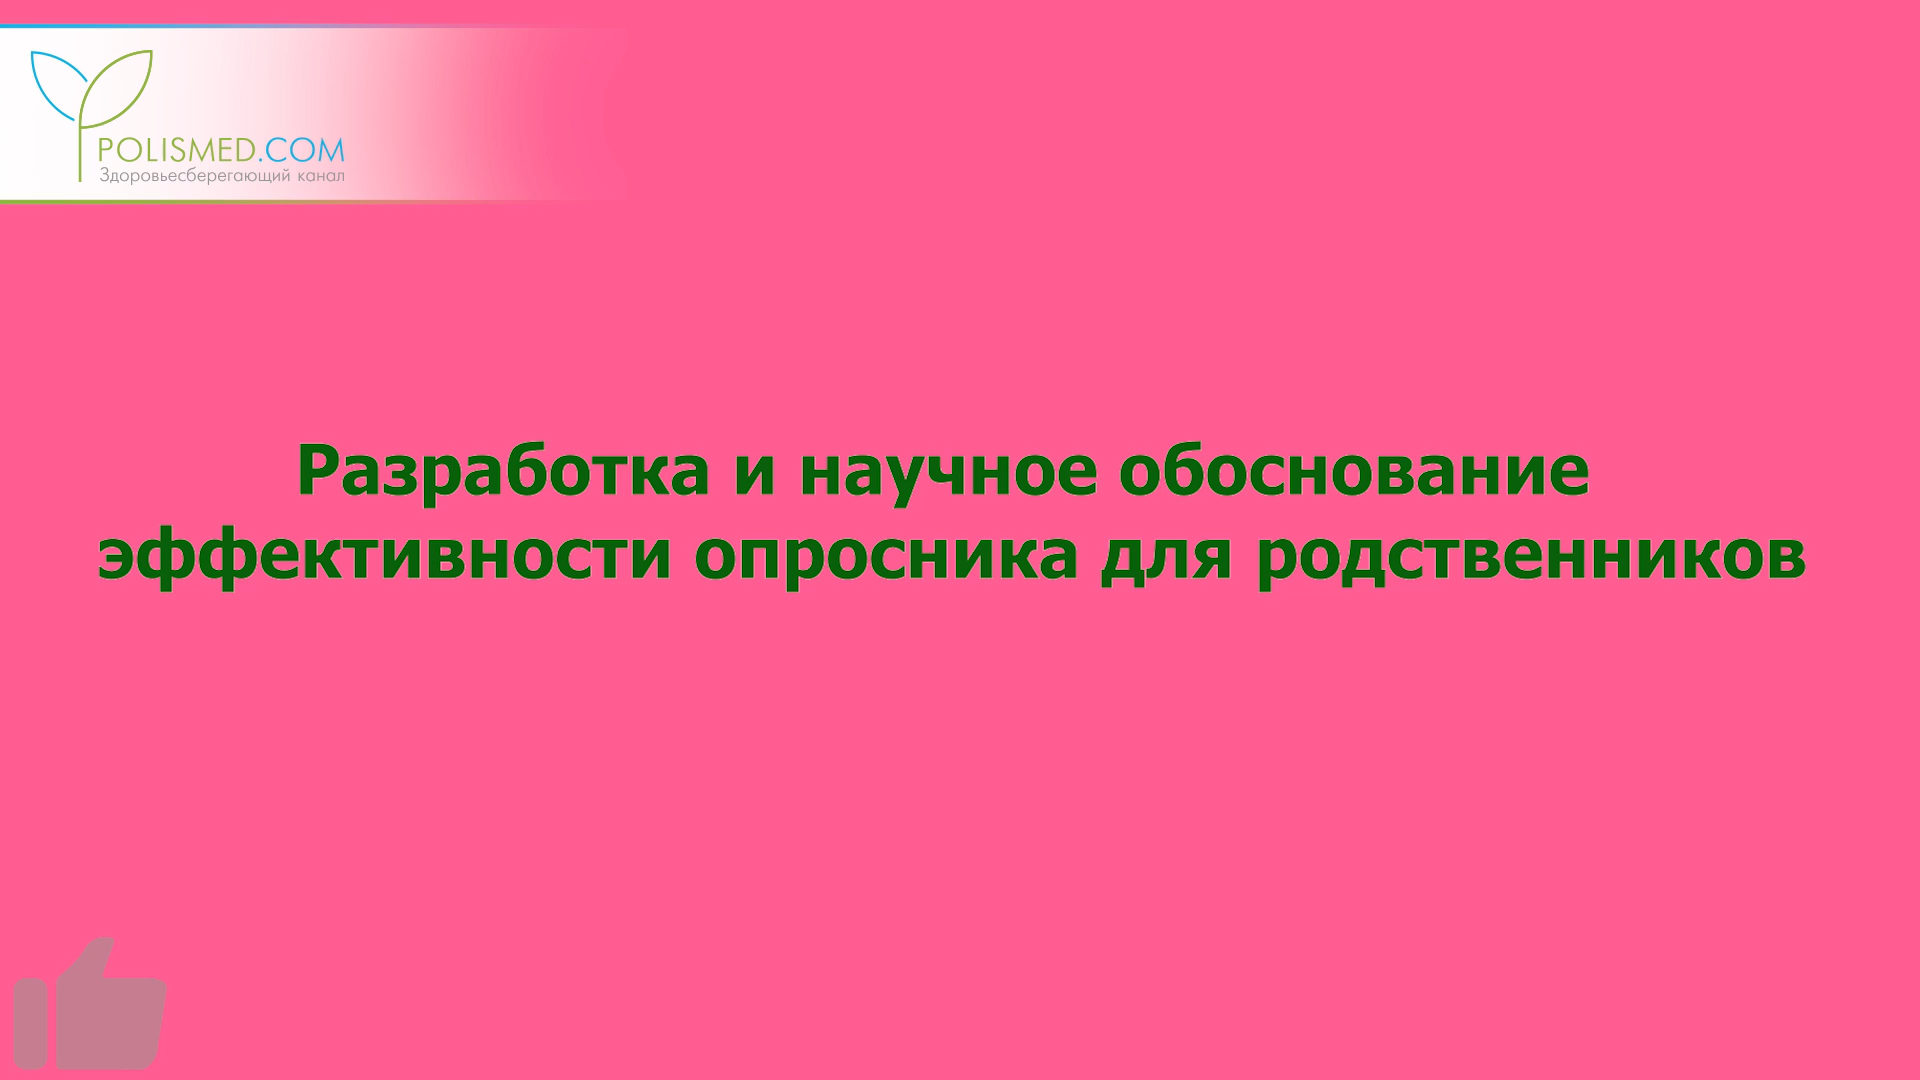 POLISMED.COM
Здоровьесберегающий канал
Разработка и научное обоснование
эффективности опросника для родственников